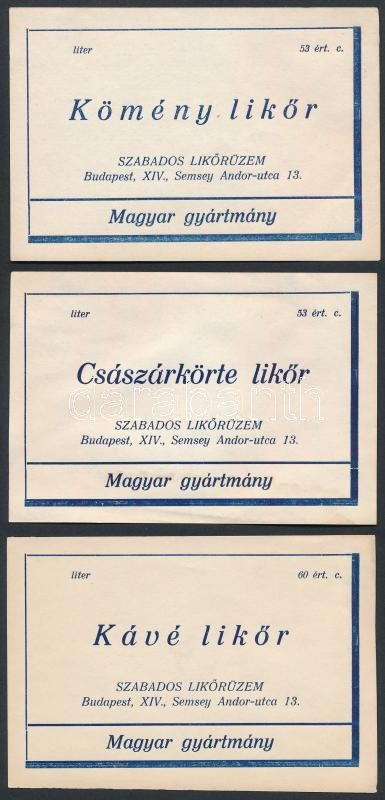 liter 53 ért. c.
Kömény likőr
SZABADOS LIKŐRÜZEM
Budapest, XIV., Semsey Andor-utca 13.
Magyar gyártmány
liter 53 ért. c.
Császárkörte likőr
darabanth
SZABADOS LIKŐRÜZEM
Budapest, XIV., Semsey Andor-utca 13.
Magyar gyártmány
liter 60 ért. c.
Kávé likőr
SZABADOS LIKŐRÜZEM
Budapest, XIV., Semsey Andor-utca 13.
Magyar gyártmány